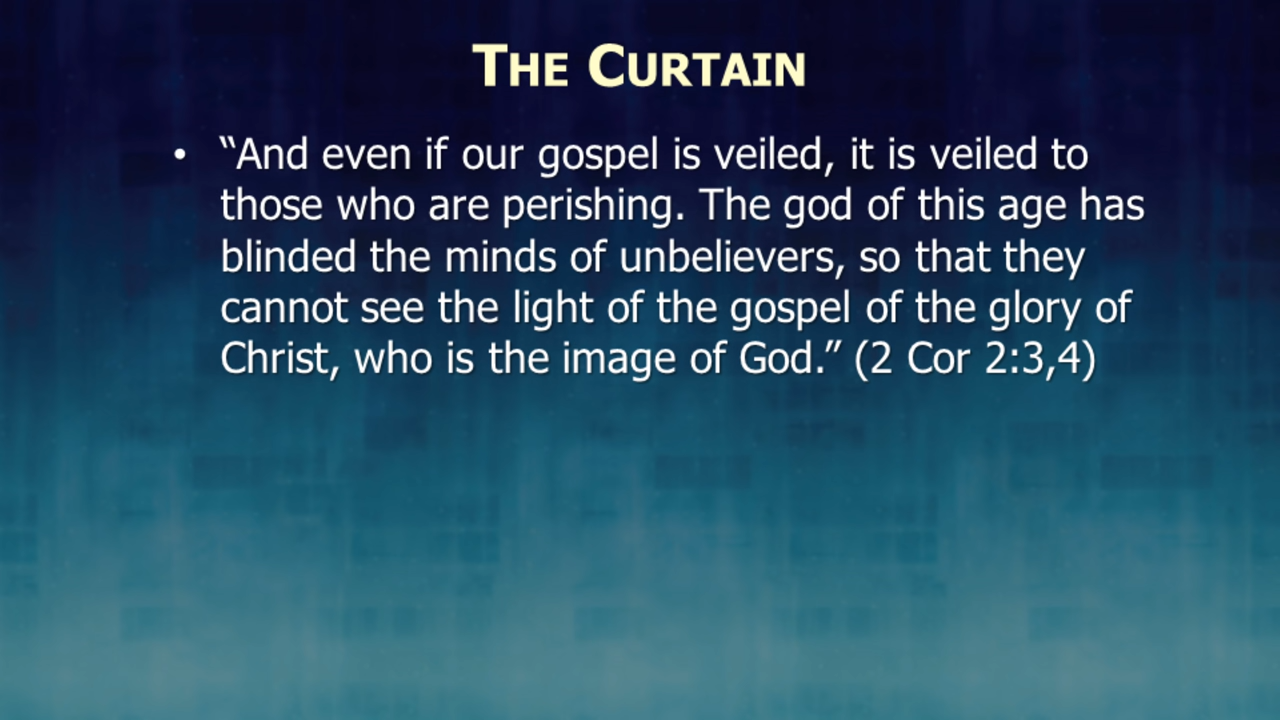 THE CURTAIN
• “And even if our gospel is veiled, it is veiled to
those who are perishing. The god of this age has
blinded the minds of unbelievers, so that they
cannot see the light of the gospel of the glory of
Christ, who is the image of God.” (2 Cor 2:3,4)